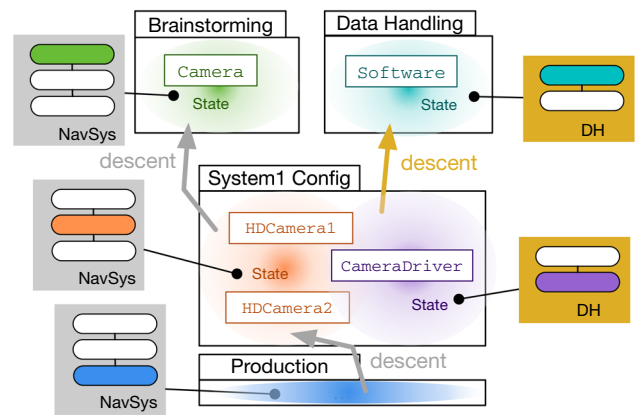 Brainstorming
Data Handling
Camera
State
NavSys
Software
State
DH
descent
descent
System1 Config
HDCamera1
State
HDCamera2
CameraDriver
State
NavSys
DH
descent
Production
NavSys